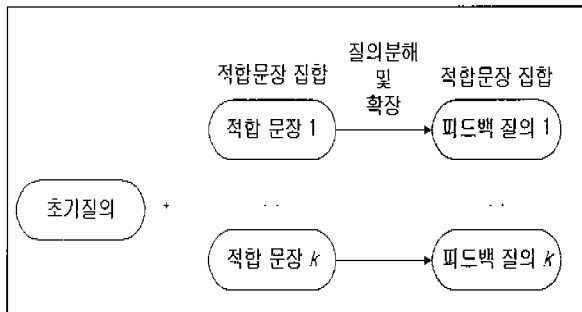 적합문장 집합
질의분해
및
확장
적합문장 집합
적합 문장 1
피드백 질의 1
초기질의
+
..
..
적합 문장 k
피드백 질의 k